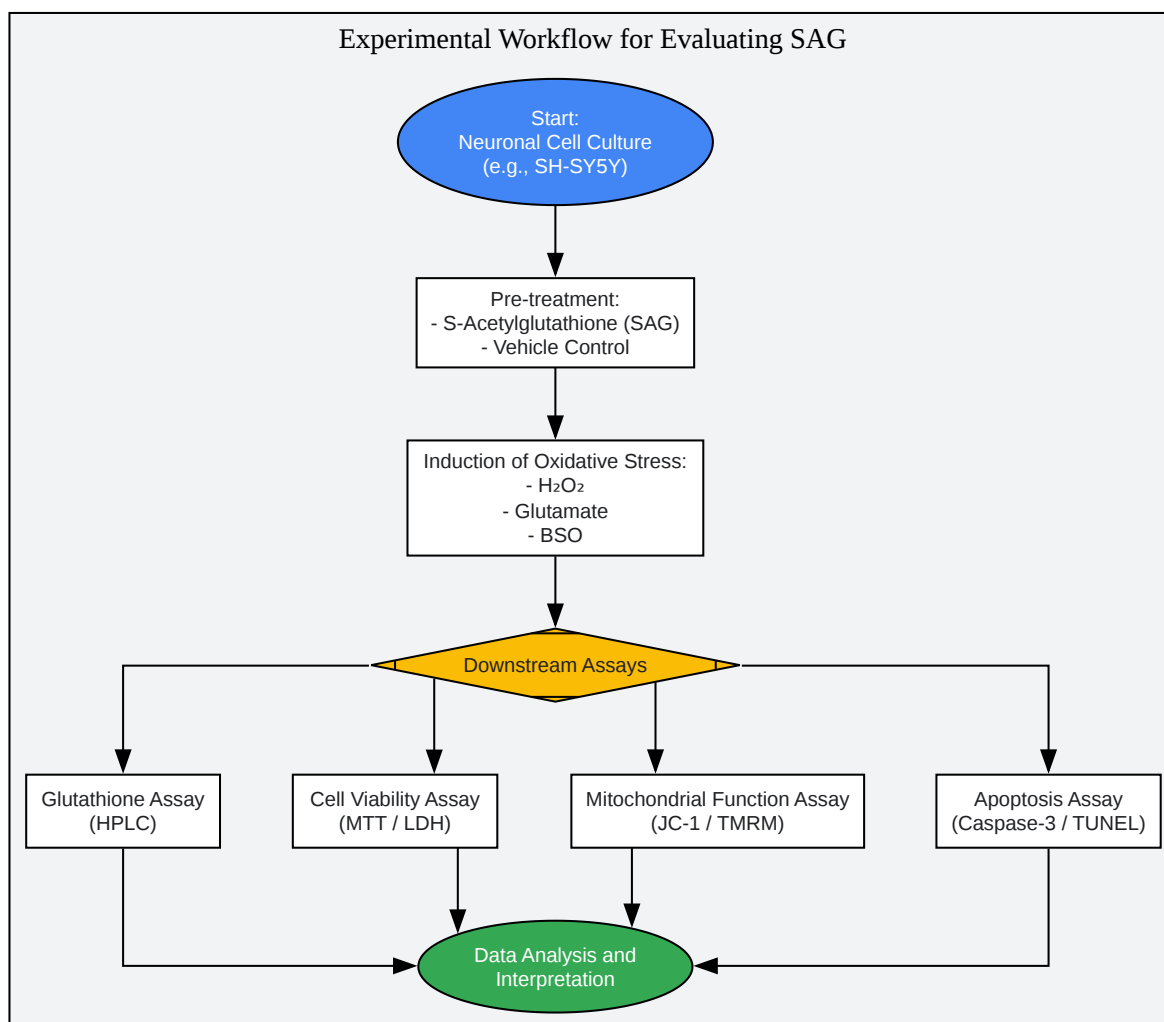 Experimental Workflow for Evaluating SAG
Start:
Neuronal Cell Culture
(e.g., SH-SY5Y)
Pre-treatment:
- S-Acetylglutathione (SAG)
- Vehicle Control
Induction of Oxidative Stress:
- H₂O₂
- Glutamate
- BSO
Downstream Assays
Glutathione Assay
(HPLC)
Cell Viability Assay
(MTT / LDH)
Mitochondrial Function Assay
(JC-1 / TMRM)
Apoptosis Assay
(Caspase-3 / TUNEL)
Data Analysis and
Interpretation